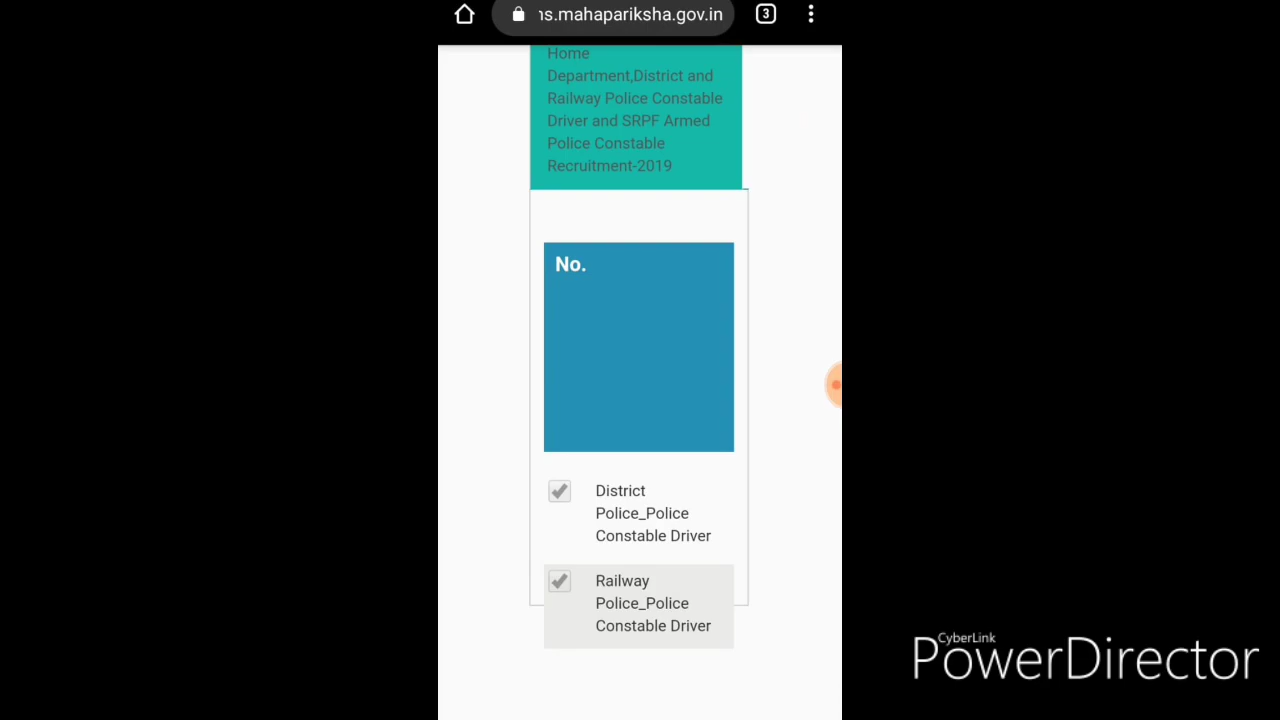 ns.mahapariksha.gov.in
3
Home
Department,District and
Railway Police Constable
Driver and SRPF Armed
Police Constable
Recruitment-2019
No.
District
Police_Police
Constable Driver
Railway
Police_Police
Constable Driver
CyberLink
PowerDirector